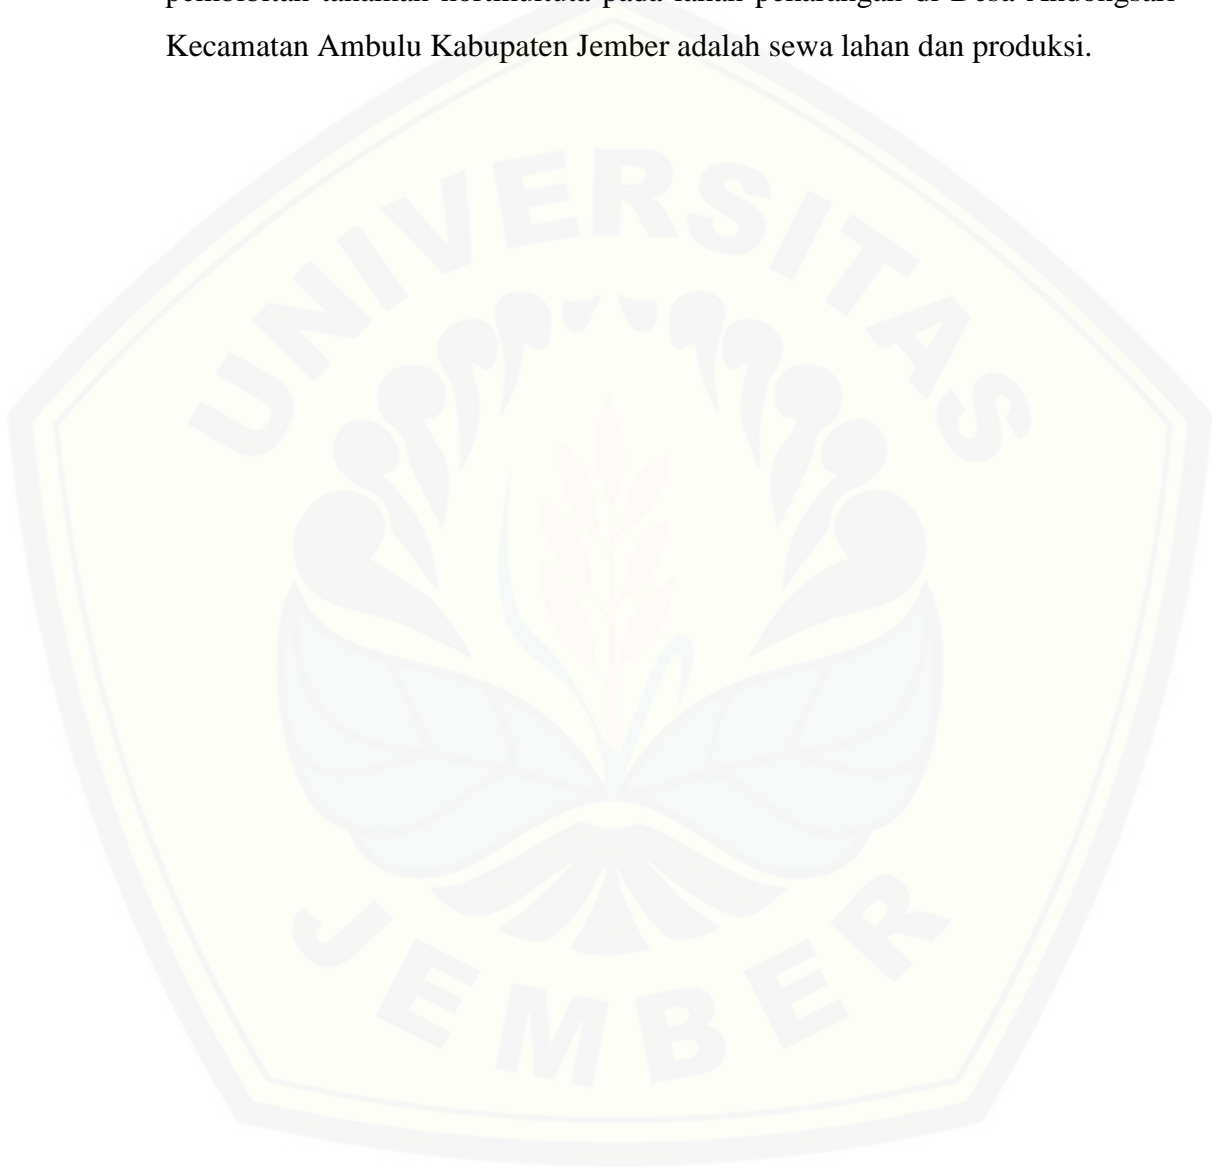 Kecamatan Ambulu Kabupaten Jember adalah sewa lahan dan produksi.
UNIVERSITAS
JEMBER